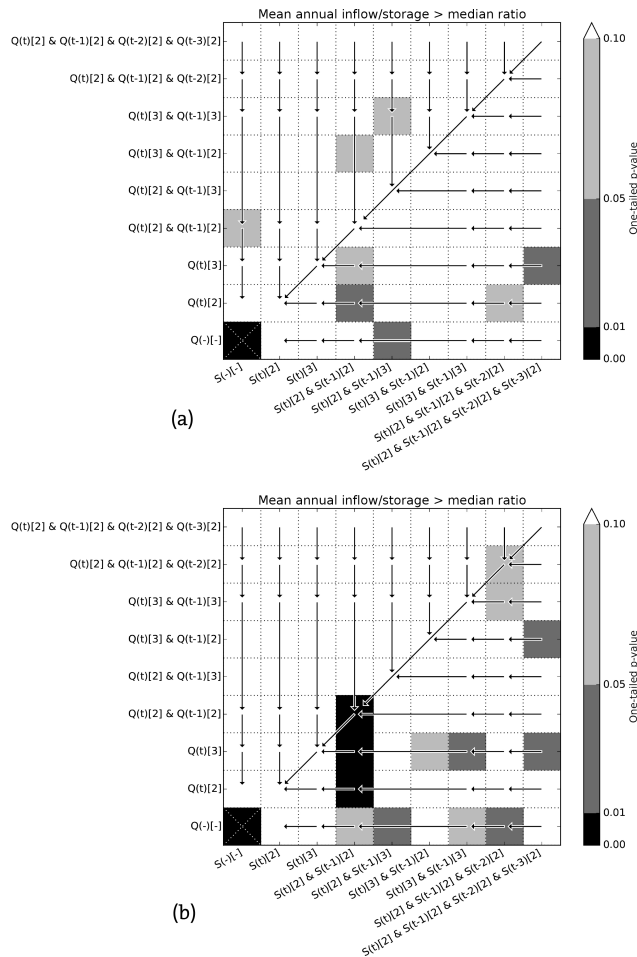 Mean annual inflow/storage > median ratio
Q(t)[2] & Q(t-1)[2] & Q(t-2)[2] & Q(t-3)[2]
Q(t)[2] & Q(t-1)[2] & Q(t-2)[2]
Q(t)[3] & Q(t-1)[3]
Q(t)[3] & Q(t-1)[2]
Q(t)[2] & Q(t-1)[3]
Q(t)[2] & Q(t-1)[2]
Q(t)[3]
Q(t)[2]
Q(-)[-]
S(-)[-]
S(t)[2]
S(t)[3]
S(t)[2] & S(t-1)[2]
S(t)[2] & S(t-1)[3]
S(t)[3] & S(t-1)[2]
S(t)[3] & S(t-1)[3]
S(t)[2] & S(t-1)[2] & S(t-2)[2]
S(t)[2] & S(t-1)[2] & S(t-2)[2] & S(t-3)[2]
0.10
0.05
0.01
0.00
One-tailed p-value
(a)
Mean annual inflow/storage > median ratio
Q(t)[2] & Q(t-1)[2] & Q(t-2)[2] & Q(t-3)[2]
Q(t)[2] & Q(t-1)[2] & Q(t-2)[2]
Q(t)[3] & Q(t-1)[3]
Q(t)[3] & Q(t-1)[2]
Q(t)[2] & Q(t-1)[3]
Q(t)[2] & Q(t-1)[2]
Q(t)[3]
Q(t)[2]
Q(-)[-]
S(-)[-]
S(t)[2]
S(t)[3]
S(t)[2] & S(t-1)[2]
S(t)[2] & S(t-1)[3]
S(t)[3] & S(t-1)[2]
S(t)[3] & S(t-1)[3]
S(t)[2] & S(t-1)[2] & S(t-2)[2]
S(t)[2] & S(t-1)[2] & S(t-2)[2] & S(t-3)[2]
0.10
0.05
0.01
0.00
One-tailed p-value
(b)